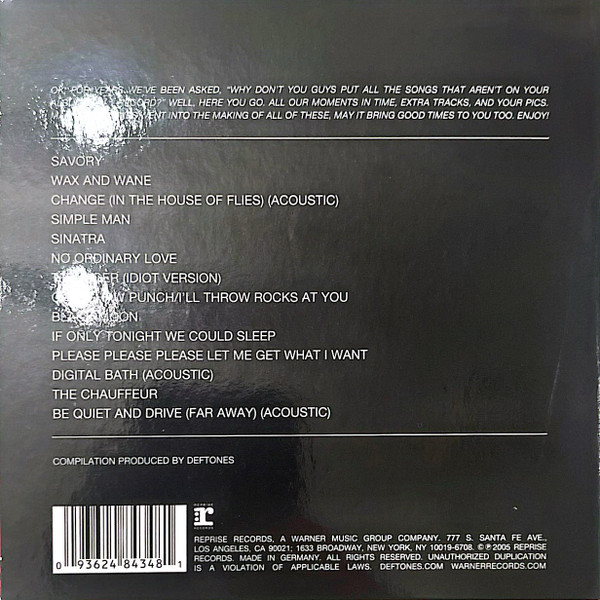 OK, FOR YEARS WE'VE BEEN ASKED, "WHY DON'T YOU GUYS PUT ALL THE SONGS THAT AREN'T ON YOUR
RECORD?" WELL, HERE YOU GO. ALL OUR MOMENTS IN TIME, EXTRA TRACKS, AND YOUR PICS.
INTO THE MAKING OF ALL OF THESE, MAY IT BRING GOOD TIMES TO YOU TOO. ENJOY!
SAVORY
WAX AND WANE
CHANGE (IN THE HOUSE OF FLIES) (ACOUSTIC)
SIMPLE MAN
SINATRA
NO ORDINARY LOVE
(IDIOT VERSION)
PUNCH/I'LL THROW ROCKS AT YOU
IF ONLY TONIGHT WE COULD SLEEP
PLEASE PLEASE PLEASE LET ME GET WHAT I WANT
DIGITAL BATH (ACOUSTIC)
THE CHAUFFEUR
BE QUIET AND DRIVE (FAR AWAY) (ACOUSTIC)
COMPILATION PRODUCED BY DEFTONES
0 93624 84348 1
REPRISE
r
RECORDS
REPRISE RECORDS, A WARNER MUSIC GROUP COMPANY. 777 S. SANTA FE AVE.,
LOS ANGELES, CA 90021; 1633 BROADWAY, NEW YORK, NY 10019-6708. © ℗ 2005 REPRISE
RECORDS. MADE IN GERMANY. ALL RIGHTS RESERVED. UNAUTHORIZED DUPLICATION
IS A VIOLATION OF APPLICABLE LAWS. DEFTONES.COM WARNERRECORDS.COM